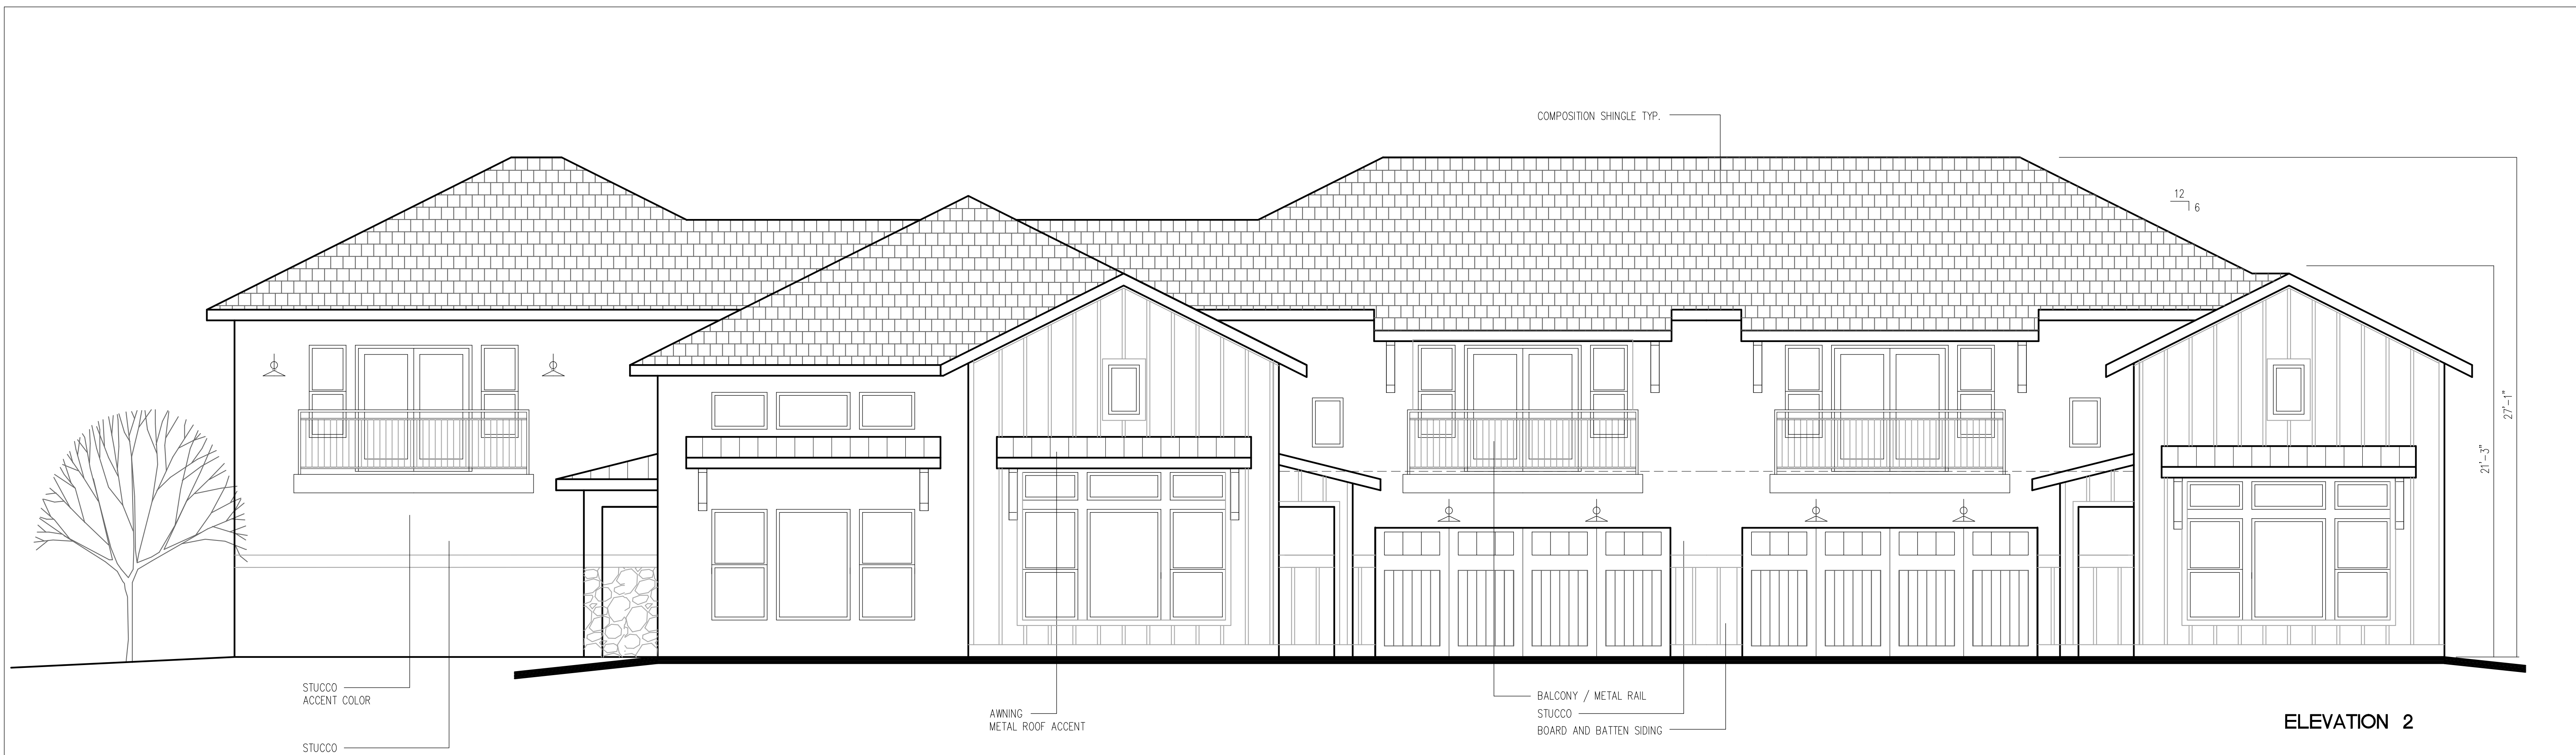 COMPOSITION SHINGLE TYP.
12
6
27'-1"
21'-3"
STUCCO
ACCENT COLOR
STUCCO
AWNING
METAL ROOF ACCENT
BALCONY / METAL RAIL
STUCCO
BOARD AND BATTEN SIDING
ELEVATION 2